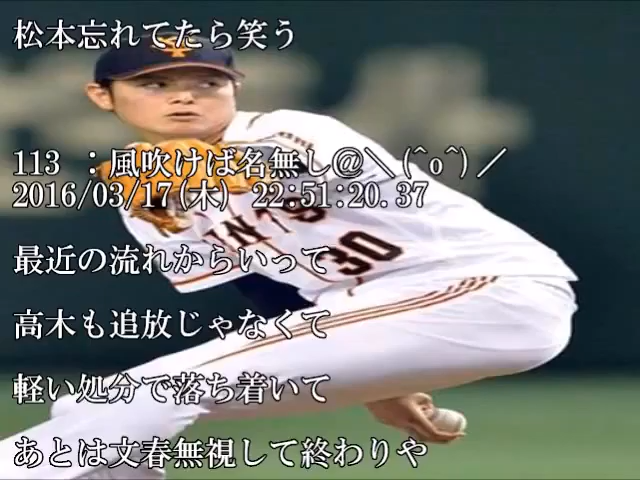 松本忘れてたら笑う
113 ：風吹けば名無し＠＼(^o^)／
2016/03/17(木) 22:51:20.37
最近の流れからいって
高木も追放じゃなくて
軽い処分で落ち着いて
あとは文春無視して終わりや
30